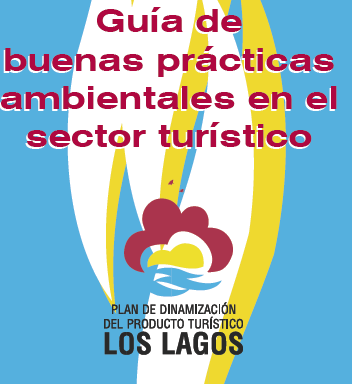 Guía de
buenas prácticas
ambientales en el
sector turístico
PLAN DE DINAMIZACIÓN
DEL PRODUCTO TURÍSTICO
LOS LAGOS